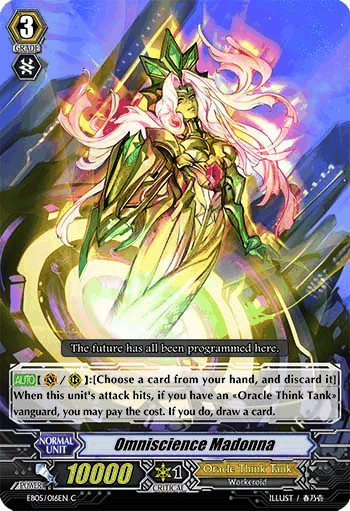 3
GRADE
The future has all been programmed here.
AUTO [ / ]:[Choose a card from your hand, and discard it]
When this unit's attack hits, if you have an «Oracle Think Tank»
vanguard, you may pay the cost. If you do, draw a card.
NORMAL UNIT
Omniscience Madonna
POWER
10000
1
CRITICAL
Oracle Think Tank
Workeroid
EB05/016EN C
ILLUST / 春乃壱